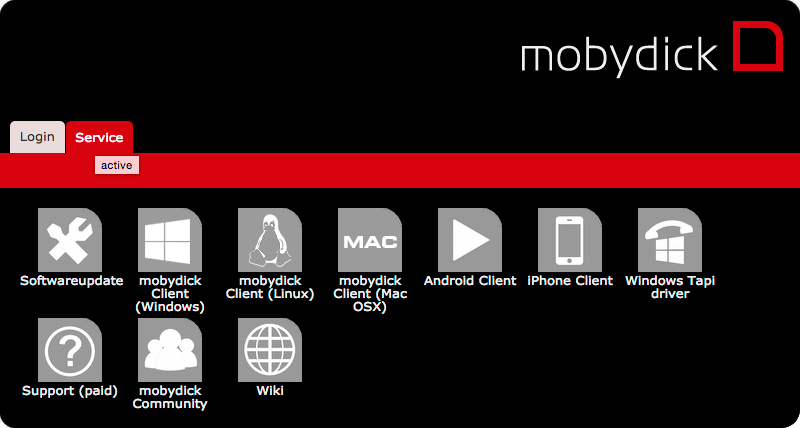 mobydick
Login
Service
active
MAC
Softwareupdate
mobydick
Client
(Windows)
mobydick
Client (Linux)
mobydick
Client (Mac
OSX)
Android Client
iPhone Client
Windows Tapi
driver
?
Support (paid)
mobydick
Community
Wiki